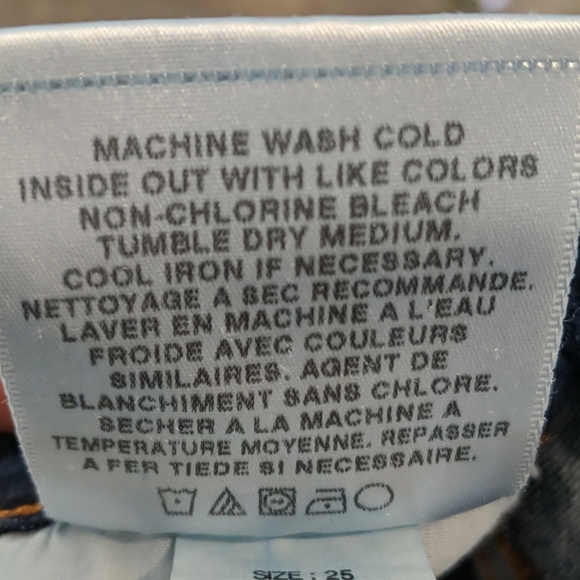 MACHINE WASH COLD
INSIDE OUT WITH LIKE COLORS
NON-CHLORINE BLEACH
TUMBLE DRY MEDIUM.
COOL IRON IF NECESSARY.
NETTOYAGE A SEC RECOMMANDE.
LAVER EN MACHINE A L'EAU
FROIDE AVEC COULEURS
SIMILAIRES. AGENT DE
BLANCHIMENT SANS CHLORE.
SECHER A LA MACHINE A
TEMPERATURE MOYENNE. REPASSER
A FER TIEDE SI NECESSAIRE.
SIZE : 25